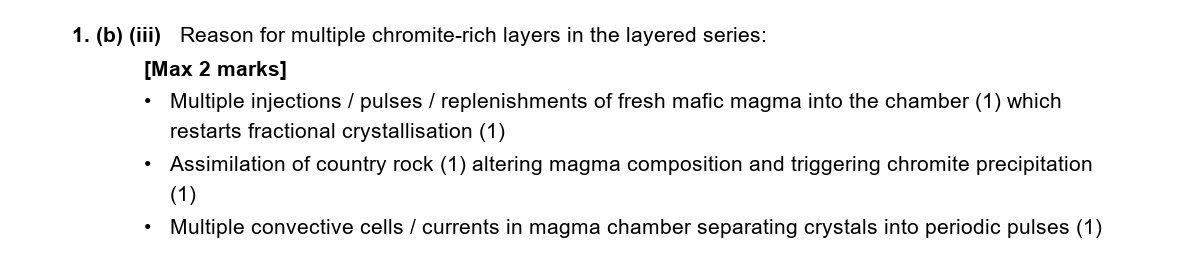 1. (b) (iii) Reason for multiple chromite-rich layers in the layered series:
[Max 2 marks]
• Multiple injections / pulses / replenishments of fresh mafic magma into the chamber (1) which
restarts fractional crystallisation (1)
• Assimilation of country rock (1) altering magma composition and triggering chromite precipitation
(1)
• Multiple convective cells / currents in magma chamber separating crystals into periodic pulses (1)